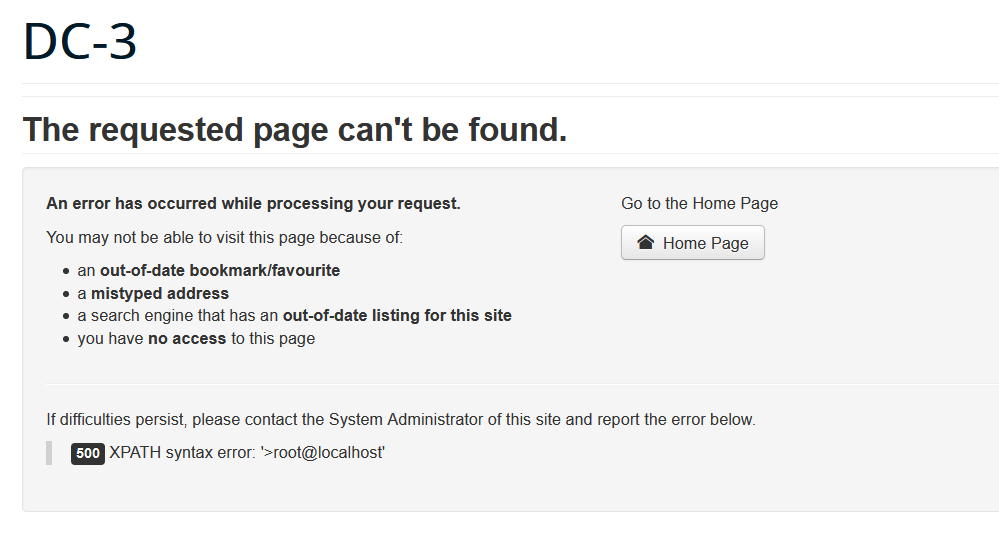 DC-3
The requested page can't be found.
An error has occurred while processing your request.
You may not be able to visit this page because of:
an out-of-date bookmark/favourite
a mistyped address
a search engine that has an out-of-date listing for this site
you have no access to this page
Go to the Home Page
Home Page
If difficulties persist, please contact the System Administrator of this site and report the error below.
500 XPATH syntax error: '>root@localhost'